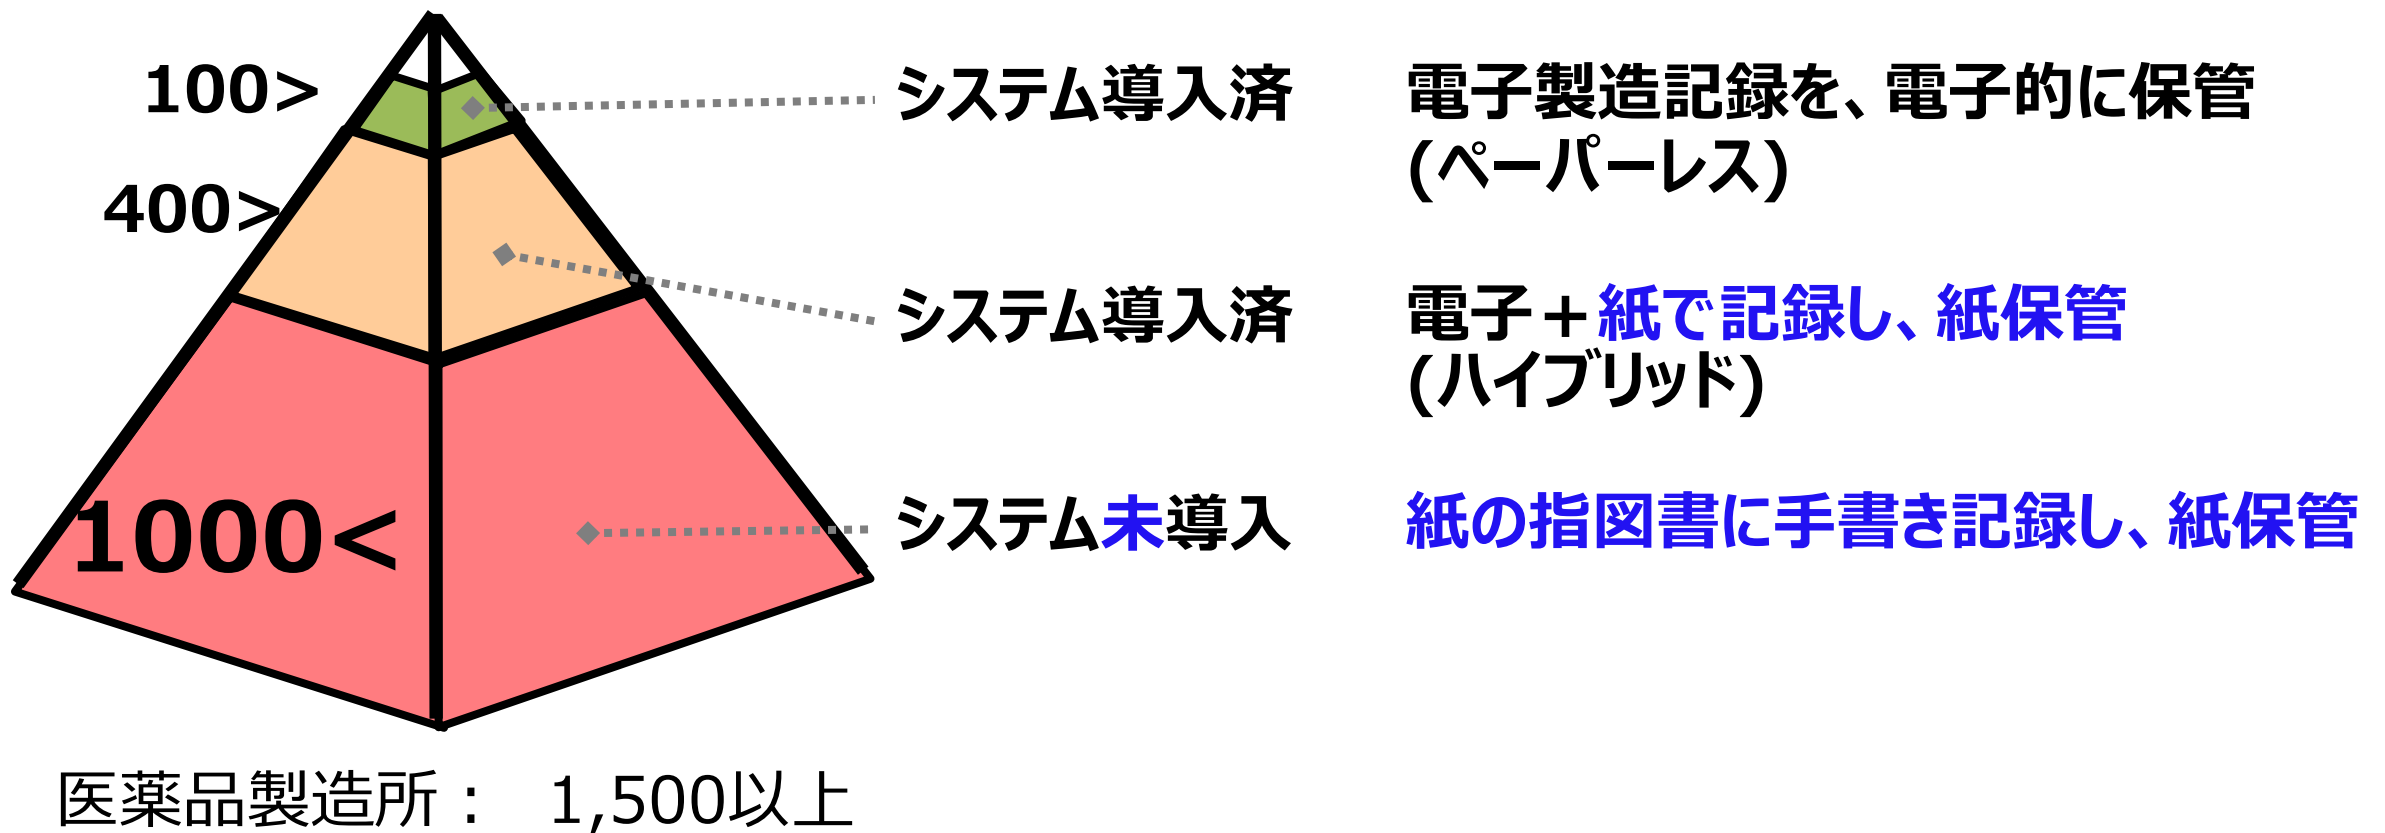 100>
システム導入済
電子製造記録を、電子的に保管
(ペーパーレス)
400>
システム導入済
電子+紙で記録し、紙保管
(ハイブリッド)
1000<
システム未導入
紙の指図書に手書き記録し、紙保管
医薬品製造所： 1,500以上